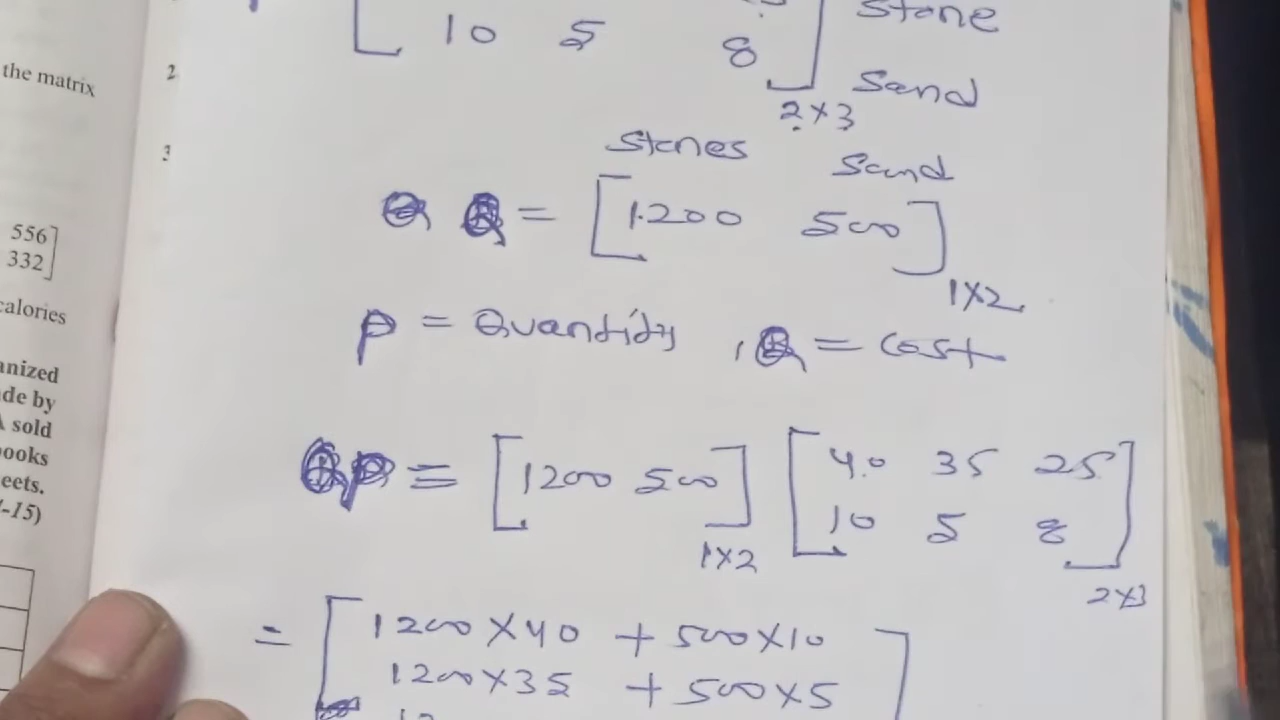 Stone
[ 10 5 8 ] 2×3
Sand
the matrix
2
3
Stones Sand
Q Q = [ 1200 500 ] 1×2
556]
332]
P = Quantity , Q = Cost
calories
anized
de by
A sold
ooks
eets.
-15)
QP = [ 1200 500 ] 1×2 [ 40 35 25
10 5 8 ] 2×3
= [ 1200×40 + 500×10
1200×35 + 500×5 ]